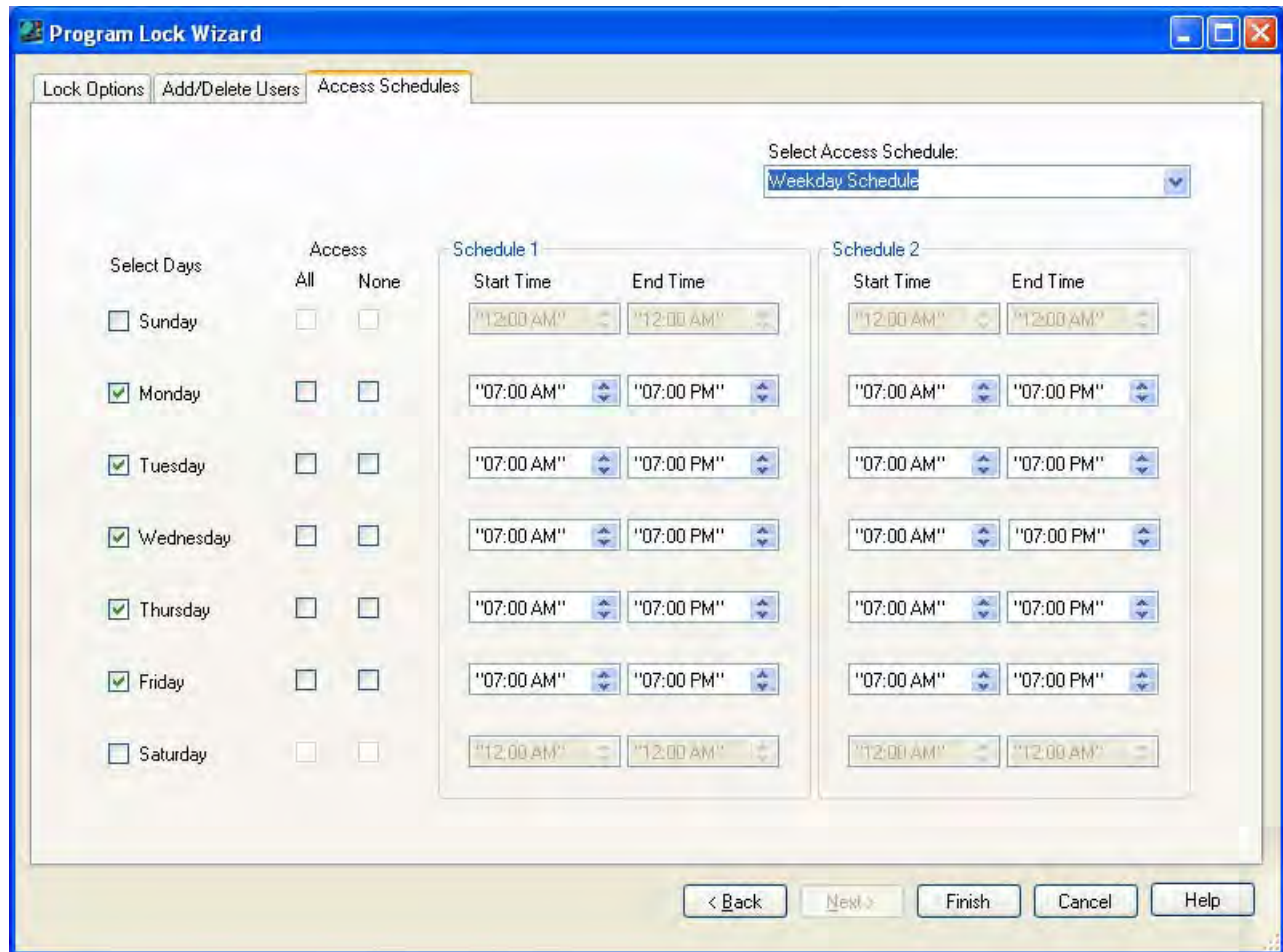 Program Lock Wizard
Lock Options Add/Delete Users Access Schedules
Select Access Schedule:
Weekday Schedule
Select Days Access Schedule 1 Schedule 2
All None Start Time End Time Start Time End Time
Sunday "12:00 AM" "12:00 AM" "12:00 AM" "12:00 AM"
Monday "07:00 AM" "07:00 PM" "07:00 AM" "07:00 PM"
Tuesday "07:00 AM" "07:00 PM" "07:00 AM" "07:00 PM"
Wednesday "07:00 AM" "07:00 PM" "07:00 AM" "07:00 PM"
Thursday "07:00 AM" "07:00 PM" "07:00 AM" "07:00 PM"
Friday "07:00 AM" "07:00 PM" "07:00 AM" "07:00 PM"
Saturday "12:00 AM" "12:00 AM" "12:00 AM" "12:00 AM"
< Back Next > Finish Cancel Help